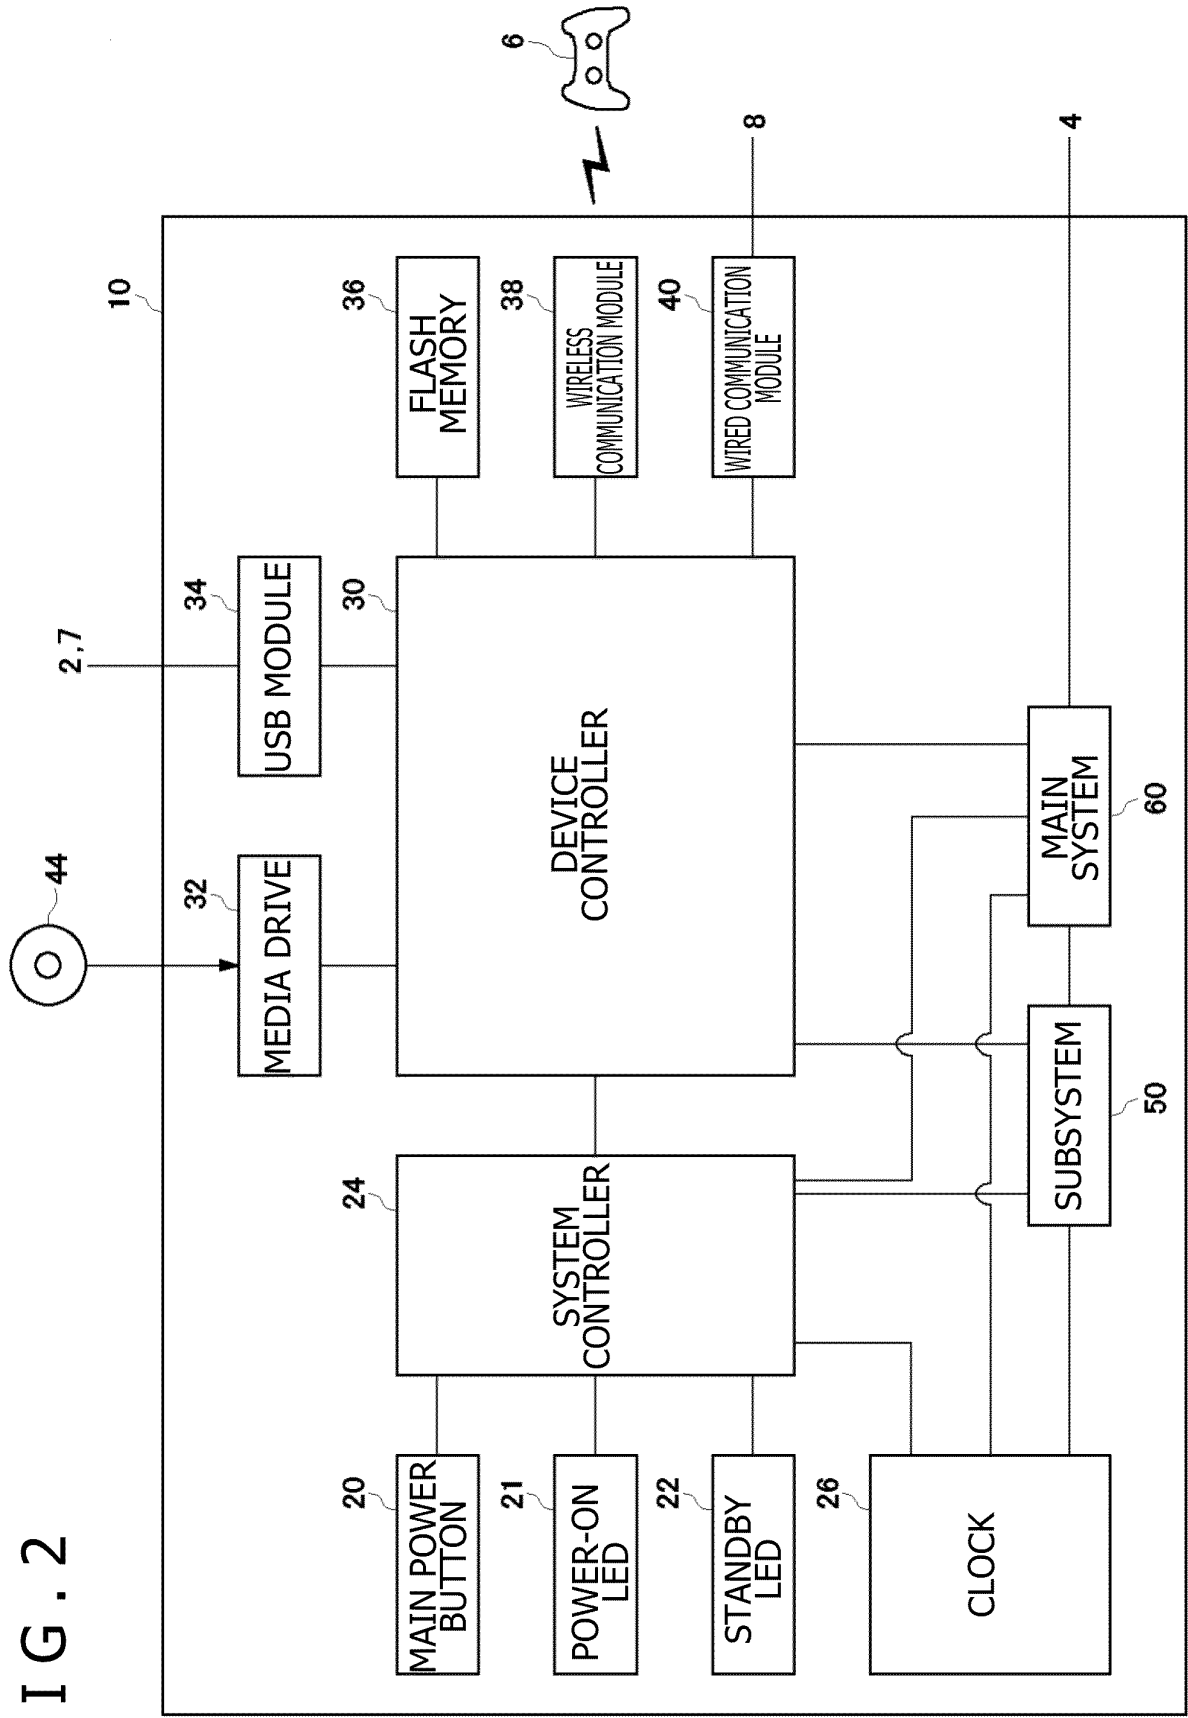 I G . 2
10
44
2,7
6
8
4
20
MAIN POWER
BUTTON
21
POWER-ON
LED
22
STANDBY
LED
26
CLOCK
24
SYSTEM
CONTROLLER
32
MEDIA DRIVE
34
USB MODULE
30
DEVICE
CONTROLLER
36
FLASH
MEMORY
38
WIRELESS
COMMUNICATION MODULE
40
WIRED COMMUNICATION
MODULE
SUBSYSTEM
50
MAIN
SYSTEM
60